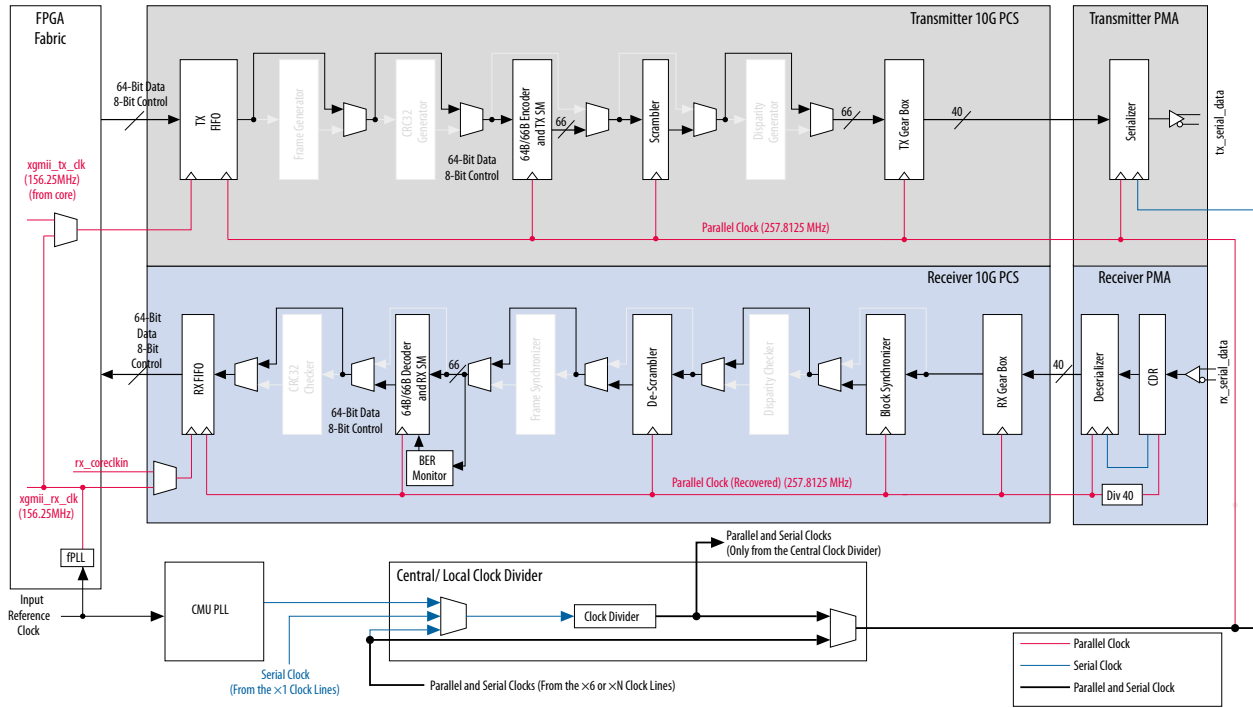 FPGA
Fabric
Transmitter 10G PCS
Transmitter PMA
64-Bit Data
8-Bit Control
TX
FIFO
Frame Generator
CRC32
Generator
64B/66B Encoder
and TX SM
64-Bit Data
8-Bit Control
66
Scrambler
Disparity
Generator
66
TX Gear Box
40
Serializer
tx_serial_data
xgmii_tx_clk
(156.25MHz)
(from core)
Parallel Clock (257.8125 MHz)
Receiver 10G PCS
Receiver PMA
64-Bit
Data
8-Bit
Control
RX FIFO
CRC32
Checker
64B/66B Decoder
and RX SM
64-Bit Data
8-Bit Control
66
BER
Monitor
Frame Synchronizer
De-Scrambler
Disparity Checker
Block Synchronizer
RX Gear Box
40
Deserializer
CDR
rx_serial_data
rx_coreclkin
xgmii_rx_clk
(156.25MHz)
Parallel Clock (Recovered) (257.8125 MHz)
Div 40
fPLL
Input
Reference
Clock
CMU PLL
Central/ Local Clock Divider
Parallel and Serial Clocks
(Only from the Central Clock Divider)
Clock Divider
Serial Clock
(From the ×1 Clock Lines)
Parallel and Serial Clocks (From the ×6 or ×N Clock Lines)
Parallel Clock
Serial Clock
Parallel and Serial Clock